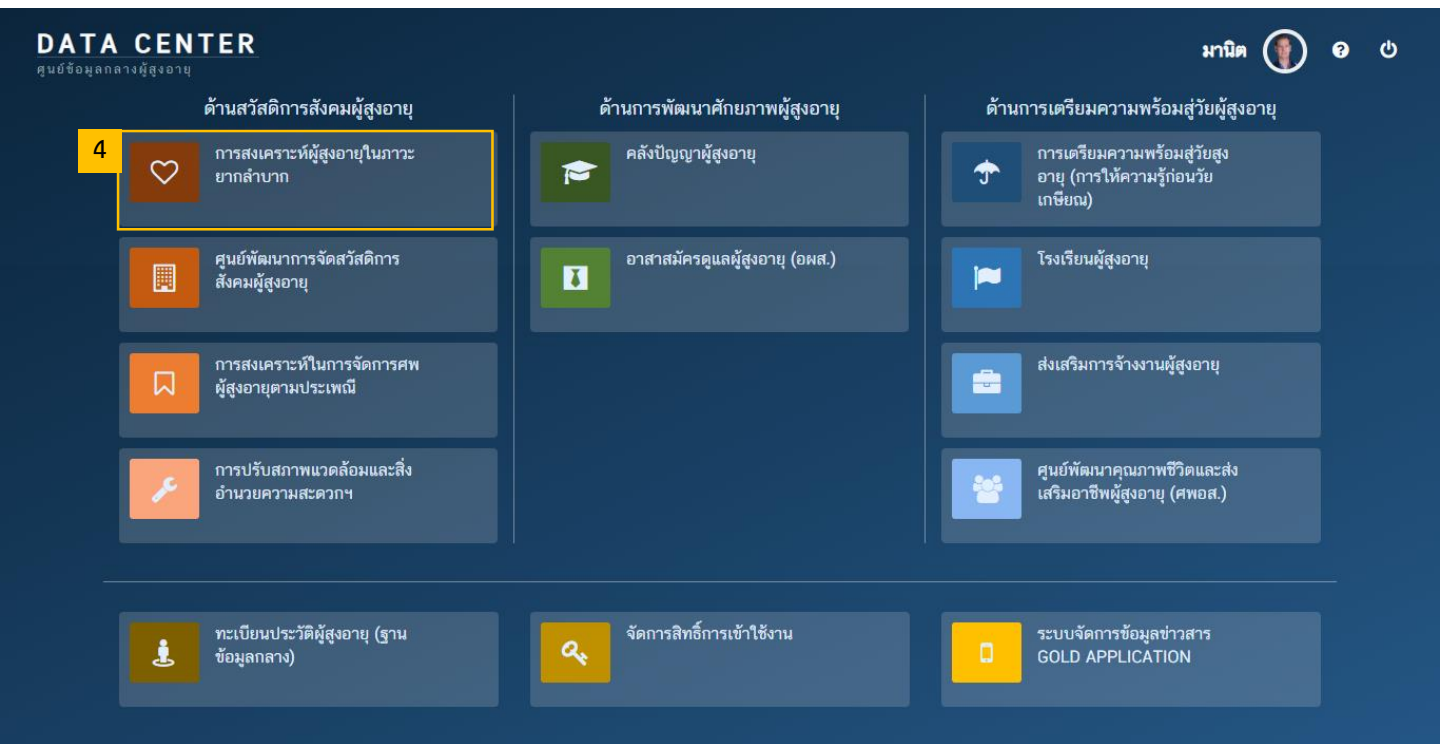 DATA CENTER
ศูนย์ข้อมูลกลางผู้สูงอายุ
มานิต
ด้านสวัสดิการสังคมผู้สูงอายุ
4
การสงเคราะห์ผู้สูงอายุในภาวะ
ยากลำบาก
ศูนย์พัฒนาการจัดสวัสดิการ
สังคมผู้สูงอายุ
การสงเคราะห์ในการจัดการศพ
ผู้สูงอายุตามประเพณี
การปรับสภาพแวดล้อมและสิ่ง
อำนวยความสะดวกฯ
ด้านการพัฒนาศักยภาพผู้สูงอายุ
คลังปัญญาผู้สูงอายุ
อาสาสมัครดูแลผู้สูงอายุ (อผส.)
ด้านการเตรียมความพร้อมสู่วัยผู้สูงอายุ
การเตรียมความพร้อมสู่วัยสูง
อายุ (การให้ความรู้ก่อนวัย
เกษียณ)
โรงเรียนผู้สูงอายุ
ส่งเสริมการจ้างงานผู้สูงอายุ
ศูนย์พัฒนาคุณภาพชีวิตและส่ง
เสริมอาชีพผู้สูงอายุ (ศพอส.)
ทะเบียนประวัติผู้สูงอายุ (ฐาน
ข้อมูลกลาง)
จัดการสิทธิ์การเข้าใช้งาน
ระบบจัดการข้อมูลข่าวสาร
GOLD APPLICATION